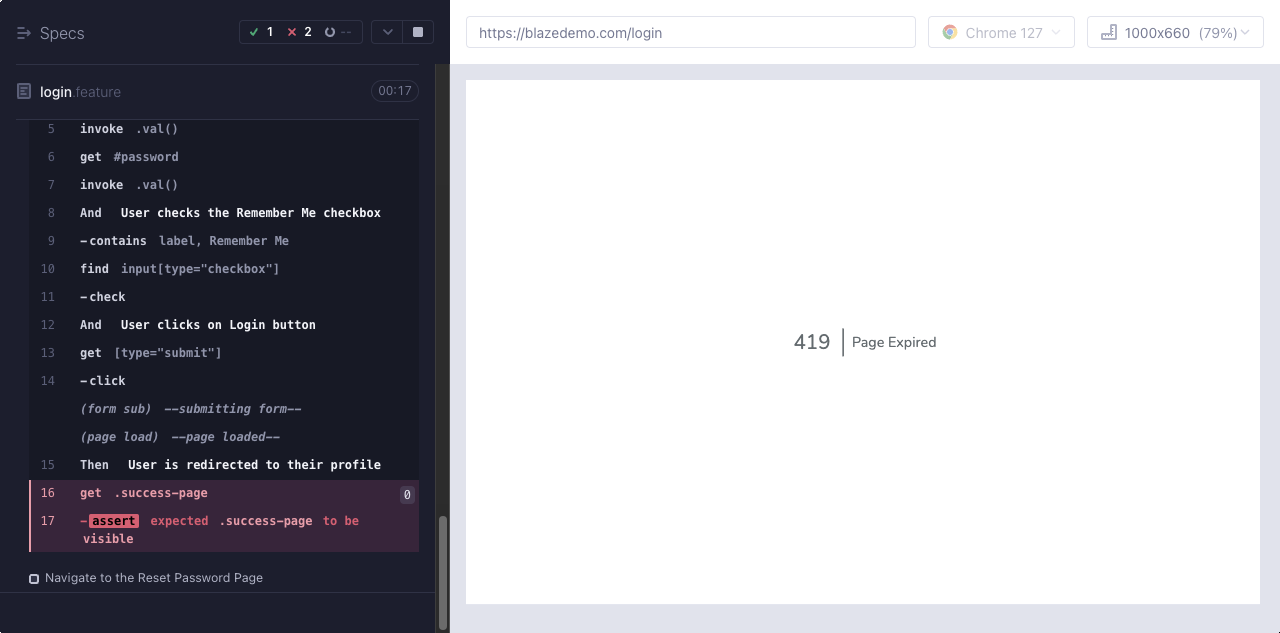 Specs
1 2 --
https://blazedemo.com/login
Chrome 127
1000x660 (79%)
login.feature
00:17
5 invoke .val()
6 get #password
7 invoke .val()
8 And User checks the Remember Me checkbox
9 -contains label, Remember Me
10 find input[type="checkbox"]
11 -check
12 And User clicks on Login button
13 get [type="submit"]
14 -click
(form sub) --submitting form--
(page load) --page loaded--
15 Then User is redirected to their profile
16 get .success-page 0
17 -assert expected .success-page to be
visible
Navigate to the Reset Password Page
419 Page Expired